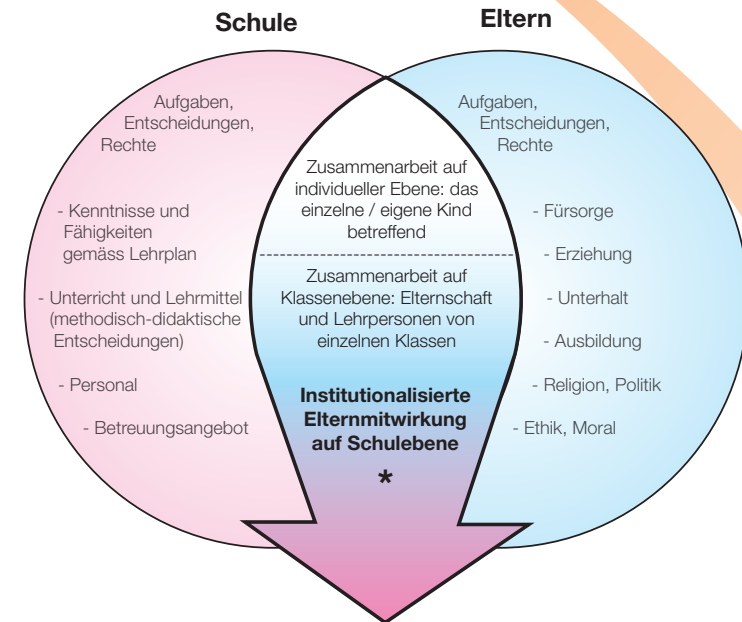 Schule
Eltern
Aufgaben,
Entscheidungen,
Rechte
- Kenntnisse und
Fähigkeiten
gemäss Lehrplan
- Unterricht und Lehrmittel
(methodisch-didaktische
Entscheidungen)
- Personal
- Betreuungsangebot
Zusammenarbeit auf
individueller Ebene: das
einzelne / eigene Kind
betreffend
Zusammenarbeit auf
Klassenebene: Elternschaft
und Lehrpersonen von
einzelnen Klassen
Institutionalisierte
Elternmitwirkung
auf Schulebene
*
Aufgaben,
Entscheidungen,
Rechte
- Fürsorge
- Erziehung
- Unterhalt
- Ausbildung
- Religion, Politik
- Ethik, Moral